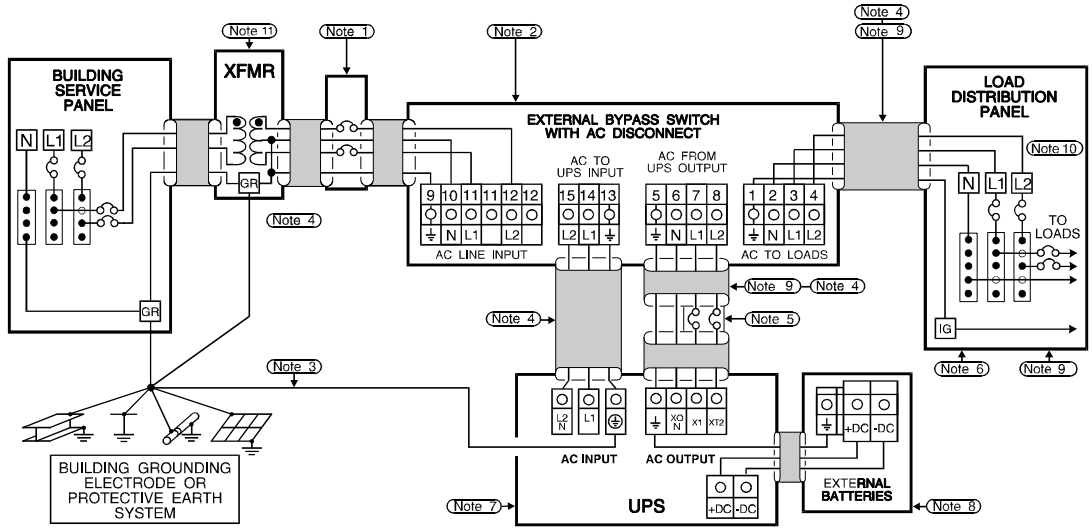 Note 11
Note 1
Note 2
Note 4
Note 9
BUILDING
SERVICE
PANEL
N L1 L2
GR
XFMR
GR
Note 4
EXTERNAL BYPASS SWITCH
WITH AC DISCONNECT
AC TO
UPS INPUT
AC FROM
UPS OUTPUT
9 10 11 11 12 12
N L1 L2
AC LINE INPUT
15 14 13
L2 L1
5 6 7 8
N L1 L2
1 2 3 4
N L1 L2
AC TO LOADS
LOAD
DISTRIBUTION
PANEL
Note 10
N L1 L2
TO
LOADS
IG
Note 6
Note 9
Note 9
Note 4
Note 4
Note 5
Note 3
BUILDING GROUNDING
ELECTRODE OR
PROTECTIVE EARTH
SYSTEM
L2
N
L1
AC INPUT
XO
N
X1
XT2
AC OUTPUT
+DC -DC
UPS
Note 7
+DC -DC
EXTERNAL
BATTERIES
Note 8